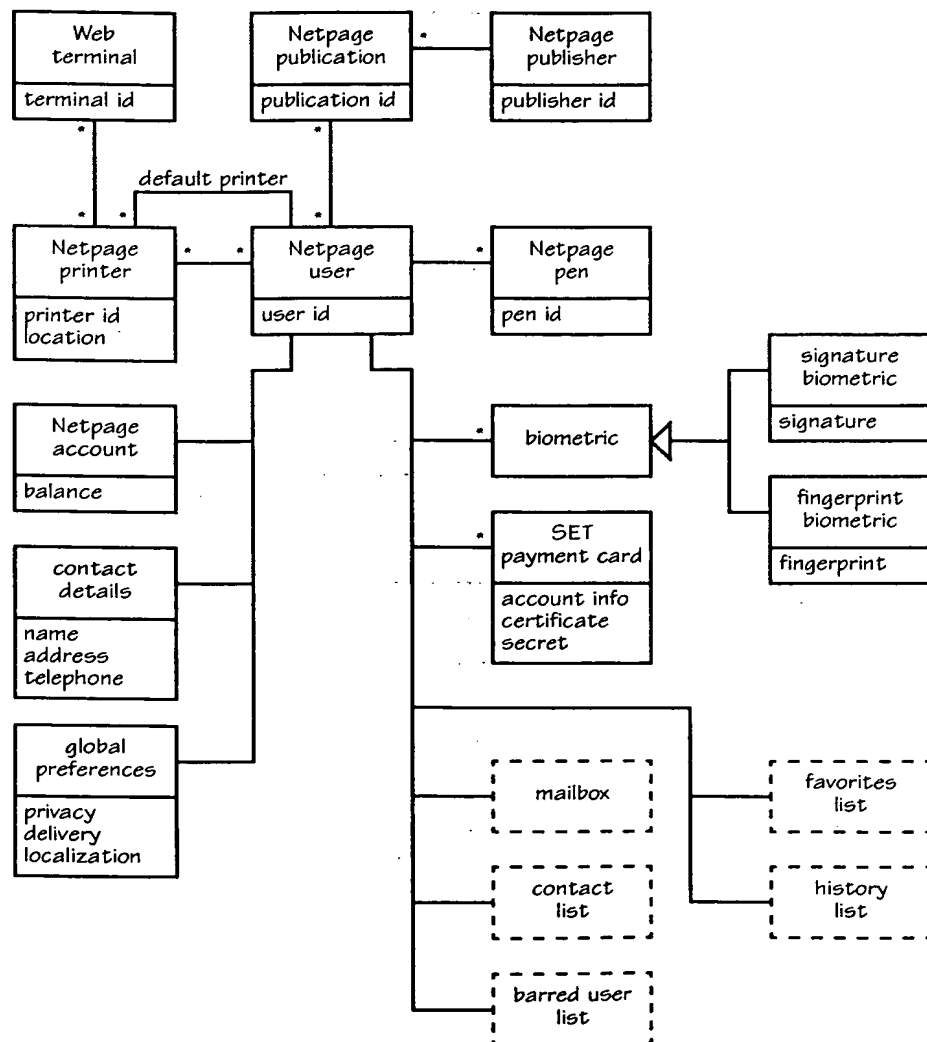 Web
terminal
terminal id
Netpage
publication
publication id
*
Netpage
publisher
publisher id
*
*
default printer
*
*
*
Netpage
printer
printer id
location
*
*
Netpage
user
user id
*
Netpage
pen
pen id
Netpage
account
balance
*
biometric
signature
biometric
signature
fingerprint
biometric
fingerprint
*
SET
payment card
account info
certificate
secret
contact
details
name
address
telephone
global
preferences
privacy
delivery
localization
mailbox
favorites
list
contact
list
history
list
barred user
list